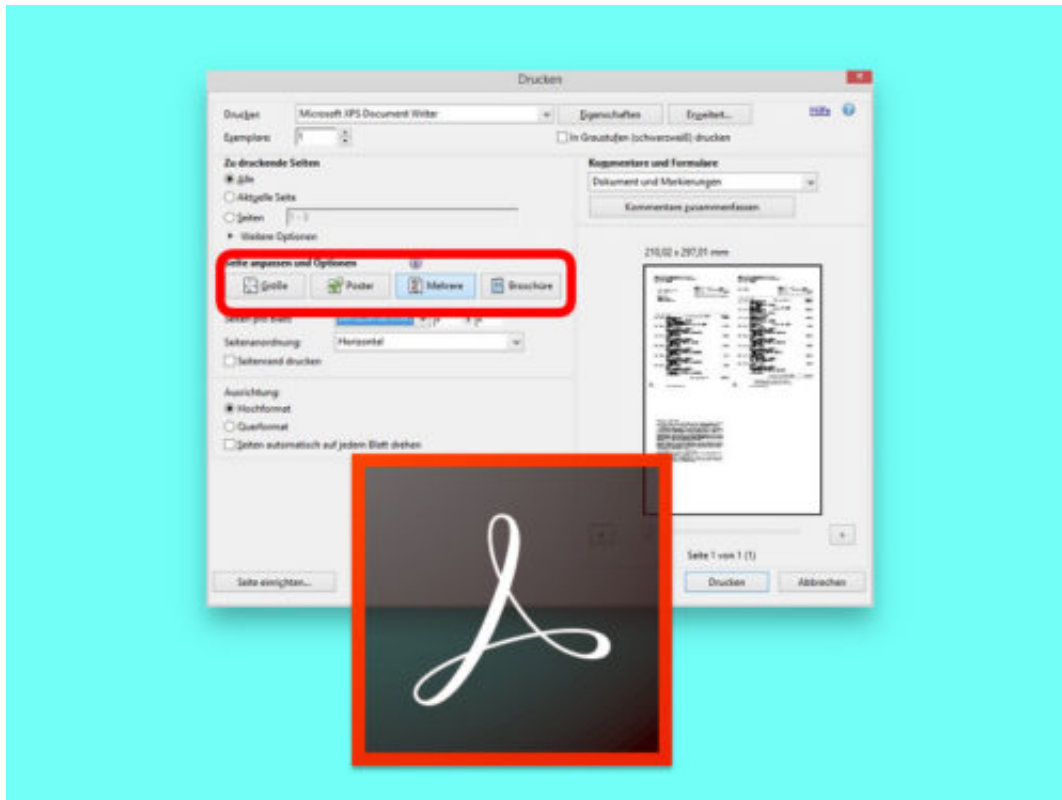 Drucken
Drucker: Microsoft XPS Document Writer Eigenschaften Erweitert... Hilfe
Exemplare: 1 In Graustufen (schwarzweiß) drucken
Zu druckende Seiten Kommentare und Formulare
Alle Dokument und Markierungen
Aktuelle Seite
Seiten 1 - 3 Kommentare zusammenfassen
Weitere Optionen
210,02 x 297,01 mm
Seite anpassen und Optionen
Größe Poster Mehrere Broschüre
Seiten pro Blatt
Seitenanordnung: Horizontal
Seitenrand drucken
Ausrichtung:
Hochformat
Querformat
Seiten automatisch auf jedem Blatt drehen
Seite 1 von 1 (1)
Seite einrichten... Drucken Abbrechen